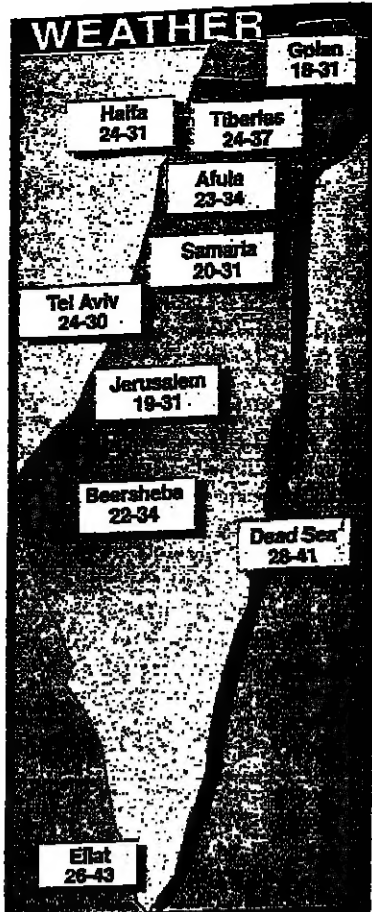 WEATHER
Golan
18-31
Haifa
24-31
Tiberias
24-37
Afula
23-34
Samaria
20-31
Tel Aviv
24-30
Jerusalem
19-31
Beersheba
22-34
Dead Sea
28-41
Eilat
26-43